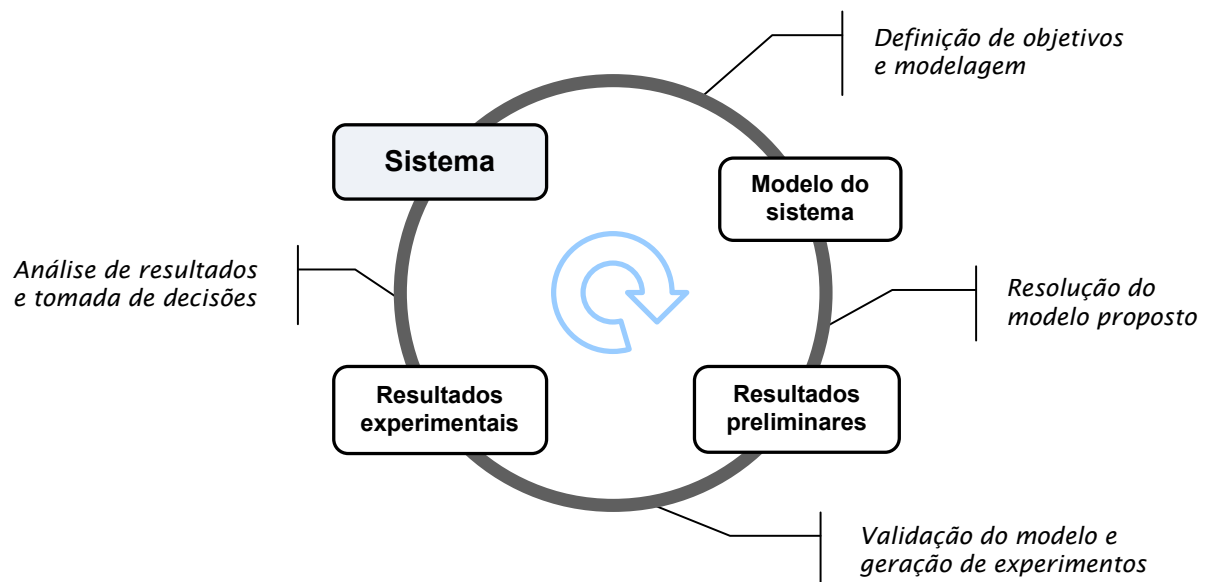 Definição de objetivos
e modelagem
Sistema
Modelo do
sistema
Análise de resultados
e tomada de decisões
Resolução do
modelo proposto
Resultados
experimentais
Resultados
preliminares
Validação do modelo e
geração de experimentos